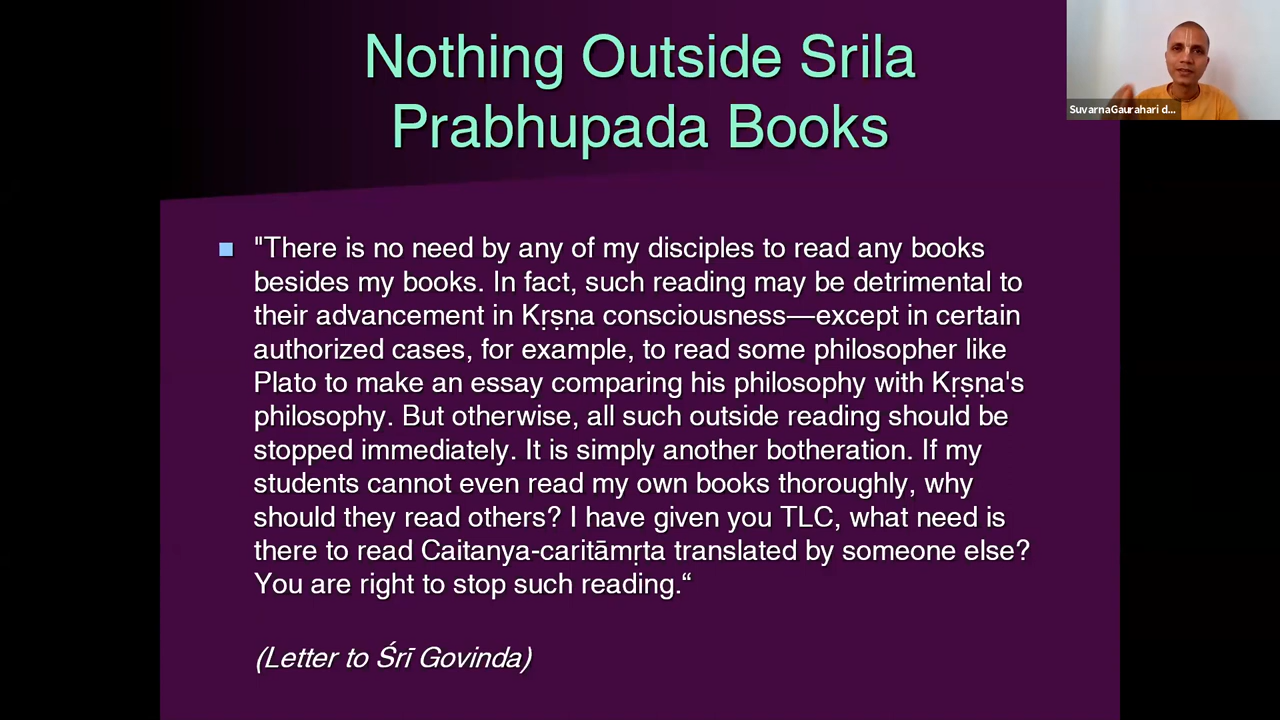 Nothing Outside Srila
Prabhupada Books
SuvarnaGaurahari d...
"There is no need by any of my disciples to read any books
besides my books. In fact, such reading may be detrimental to
their advancement in Kṛṣṇa consciousness—except in certain
authorized cases, for example, to read some philosopher like
Plato to make an essay comparing his philosophy with Kṛṣṇa's
philosophy. But otherwise, all such outside reading should be
stopped immediately. It is simply another botheration. If my
students cannot even read my own books thoroughly, why
should they read others? I have given you TLC, what need is
there to read Caitanya-caritāmṛta translated by someone else?
You are right to stop such reading.“
(Letter to Śrī Govinda)